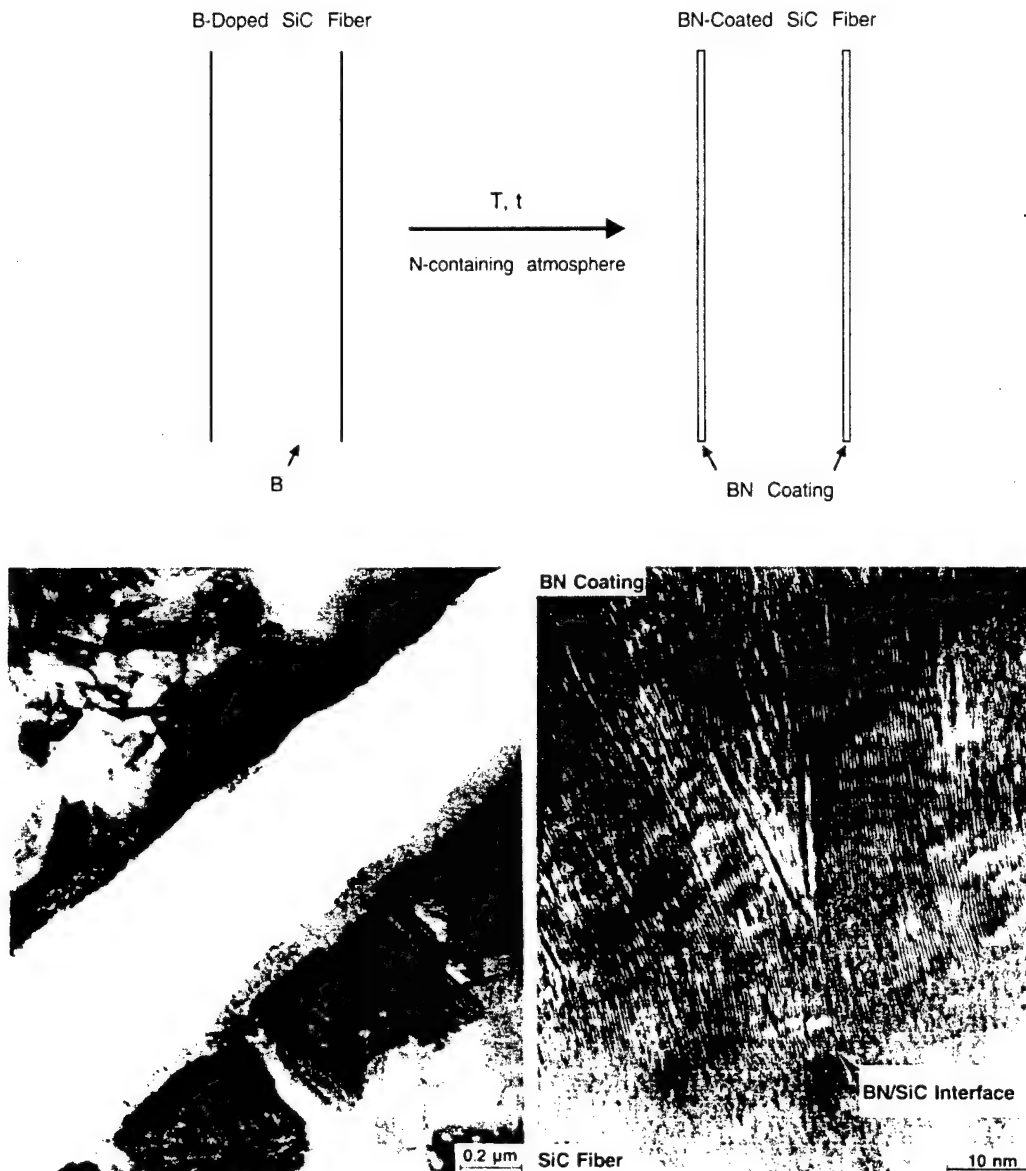 B-Doped SiC Fiber
BN-Coated SiC Fiber
T, t
N-containing atmosphere
B
BN Coating
BN Coating
0.2 µm
BN/SiC Interface
SiC Fiber
10 nm